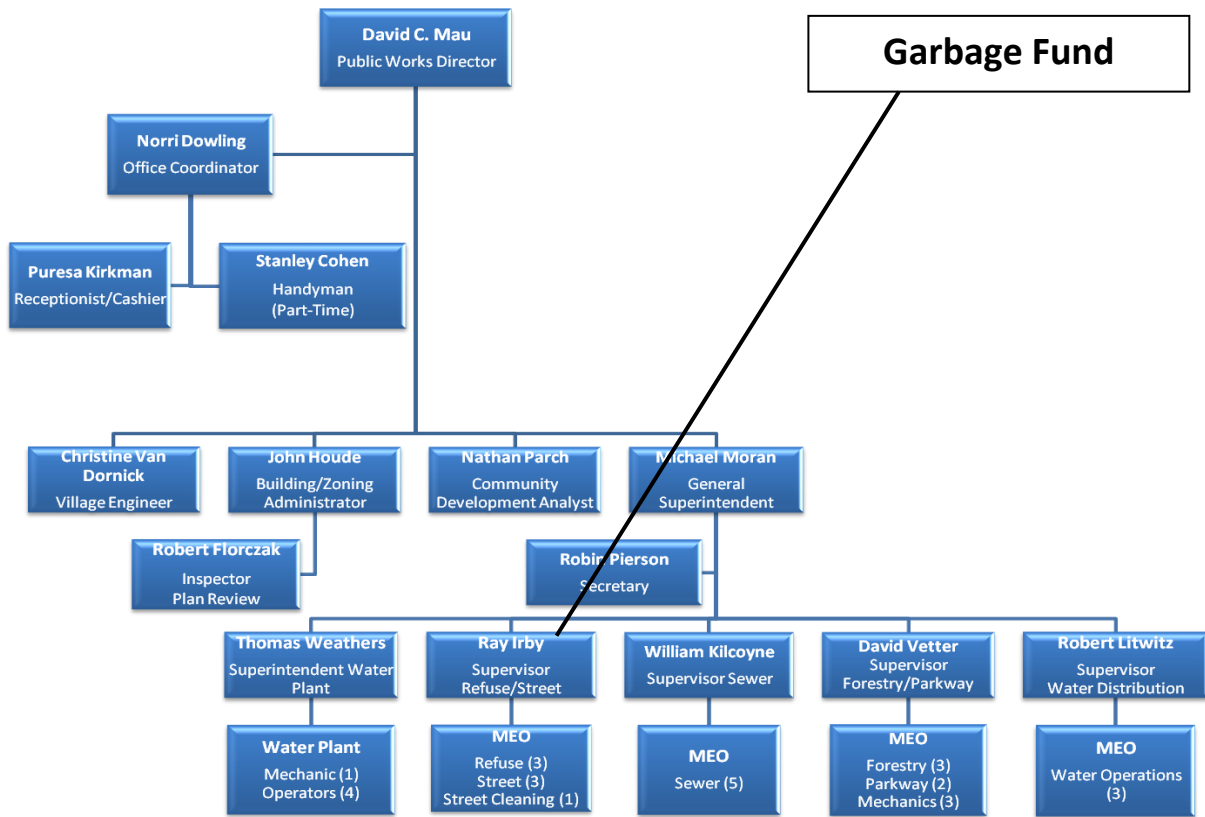 David C. Mau
Public Works Director
Garbage Fund
Norri Dowling
Office Coordinator
Puresa Kirkman
Receptionist/Cashier
Stanley Cohen
Handyman
(Part-Time)
Christine Van
Dornick
Village Engineer
John Houde
Building/Zoning
Administrator
Nathan Parch
Community
Development Analyst
Michael Moran
General
Superintendent
Robert Florczak
Inspector
Plan Review
Robin Pierson
Secretary
Thomas Weathers
Superintendent Water
Plant
Ray Irby
Supervisor
Refuse/Street
William Kilcoyne
Supervisor Sewer
David Vetter
Supervisor
Forestry/Parkway
Robert Litwitz
Supervisor
Water Distribution
Water Plant
Mechanic (1)
Operators (4)
MEO
Refuse (3)
Street (3)
Street Cleaning (1)
MEO
Sewer (5)
MEO
Forestry (3)
Parkway (2)
Mechanics (3)
MEO
Water Operations
(3)